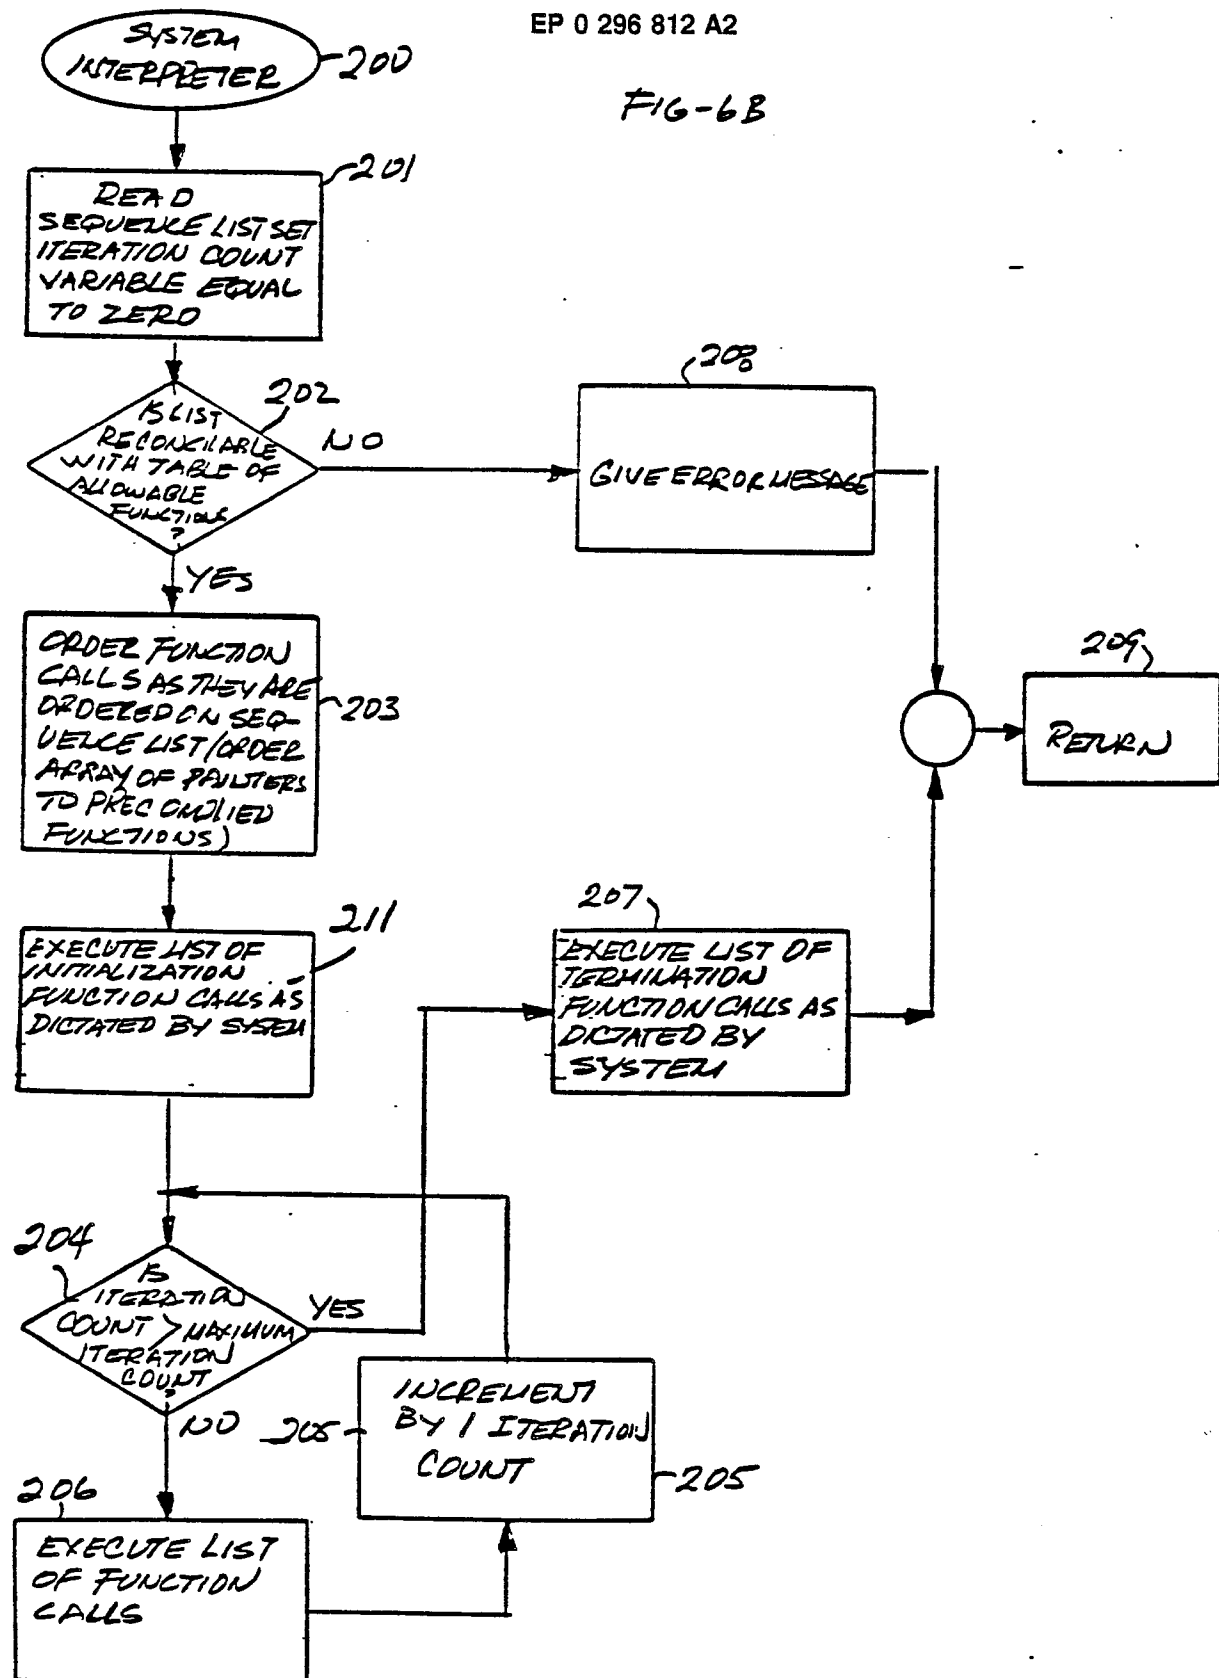 EP 0 296 812 A2
FIG-6B
SYSTEM
INTERPRETER
200
201
READ
SEQUENCE LIST SET
ITERATION COUNT
VARIABLE EQUAL
TO ZERO
202
IS LIST
RECONCILABLE
WITH TABLE OF
ALLOWABLE
FUNCTIONS
?
NO
YES
208
GIVE ERROR MESSAGE
209
RETURN
ORDER FUNCTION
CALLS AS THEY ARE
ORDERED ON SEQ-
UENCE LIST/ORDER
ARRAY OF POINTERS
TO PRECOMPILED
FUNCTIONS)
203
211
EXECUTE LIST OF
INITIALIZATION
FUNCTION CALLS AS
DICTATED BY SYSTEM
207
EXECUTE LIST OF
TERMINATION
FUNCTION CALLS AS
DICTATED BY
SYSTEM
204
IS
ITERATION
COUNT > MAXIMUM
ITERATION
COUNT
?
YES
NO
205
INCREMENT
BY 1 ITERATION
COUNT
205
206
EXECUTE LIST
OF FUNCTION
CALLS